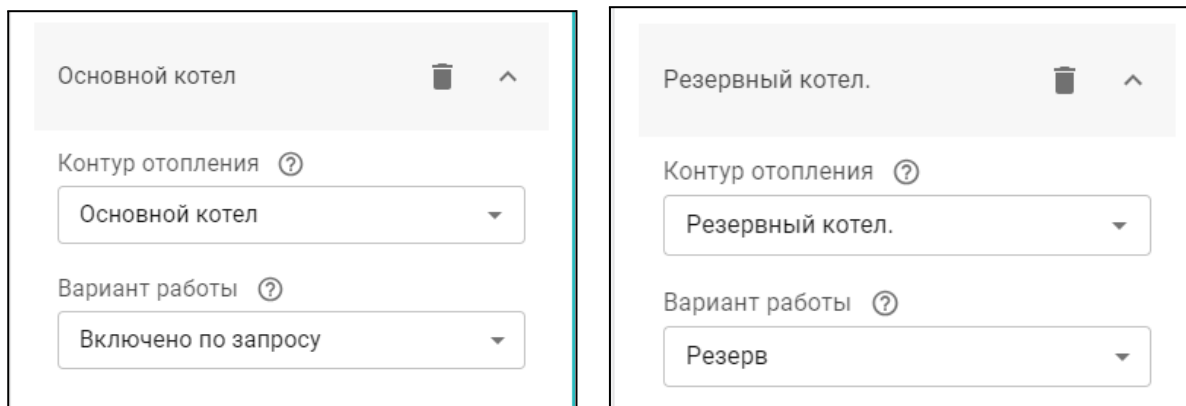 Основной котел
Контур отопления
Основной котел
Вариант работы
Включено по запросу
Резервный котел.
Контур отопления
Резервный котел.
Вариант работы
Резерв